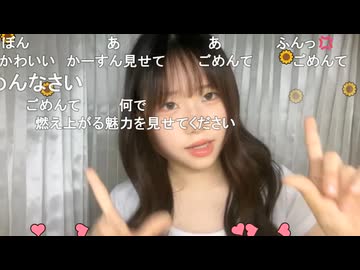 ぽん あ あ ふんっ💢
かわいい かーすん見せて ごめんて ごめんて
めんなさい
ごめんて 何で
燃え上がる魅力を見せてください